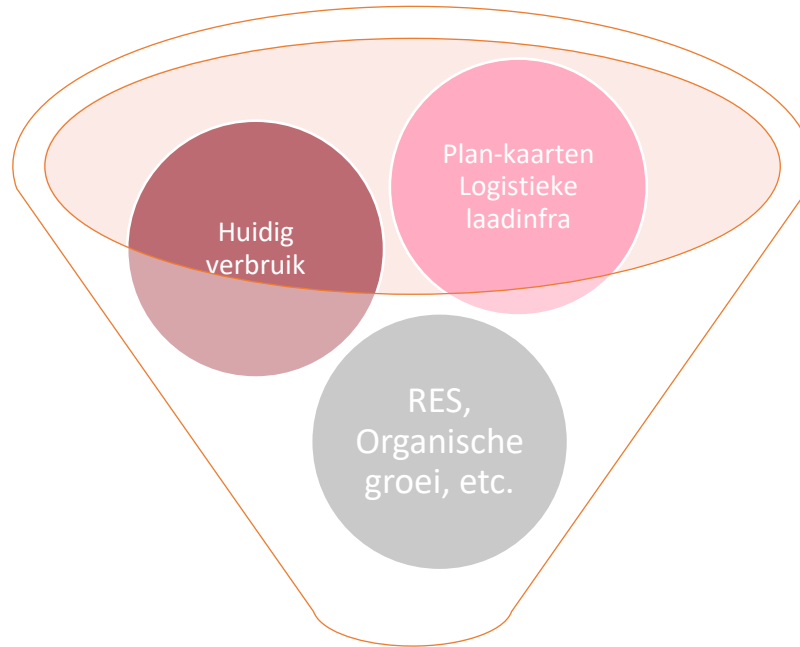 Plan-kaarten
Logistieke
laadinfra
Huidig
verbruik
RES,
Organische
groei, etc.